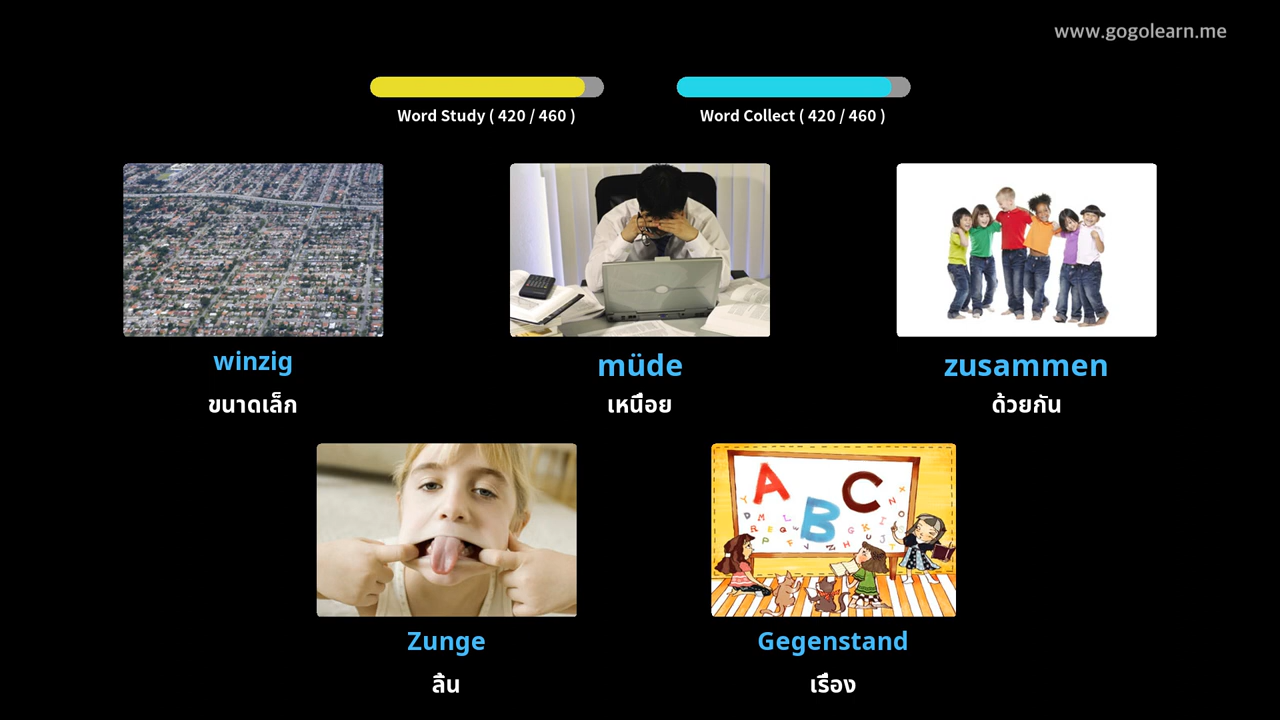 www.gogolearn.me
Word Study ( 420 / 460 )
Word Collect ( 420 / 460 )
winzig
müde
zusammen
ขนาดเล็ก
เหนื่อย
ด้วยกัน
A B C
Zunge
Gegenstand
ลิ้น
เรื่อง